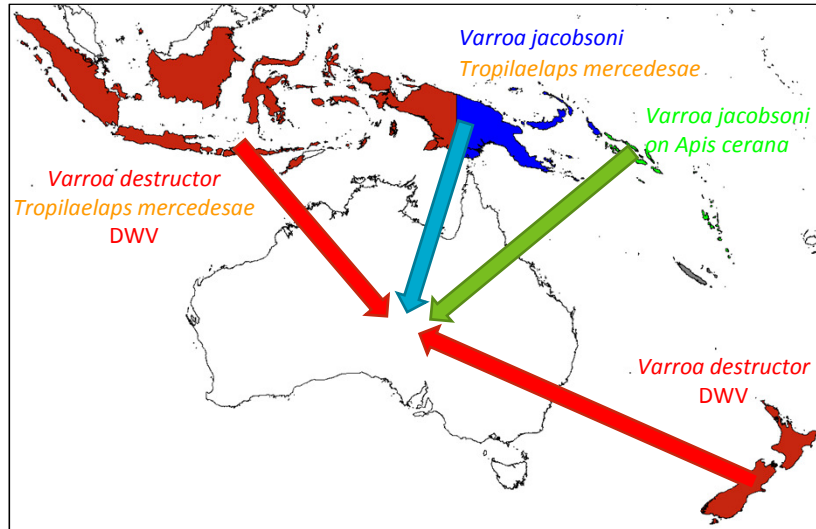 Varroa jacobsoni
Tropilaelaps mercedesae
Varroa jacobsoni
on Apis cerana
Varroa destructor
Tropilaelaps mercedesae
DWV
Varroa destructor
DWV